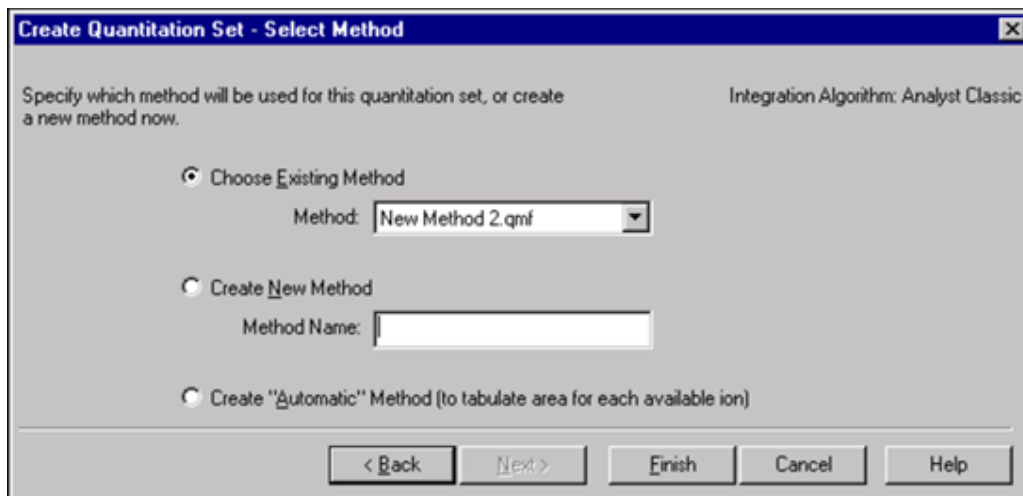 Create Quantitation Set - Select Method
Specify which method will be used for this quantitation set, or create
a new method now.
Integration Algorithm: Analyst Classic
Choose Existing Method
Method: New Method 2.qmf
Create New Method
Method Name:
Create "Automatic" Method (to tabulate area for each available ion)
< Back Next > Finish Cancel Help